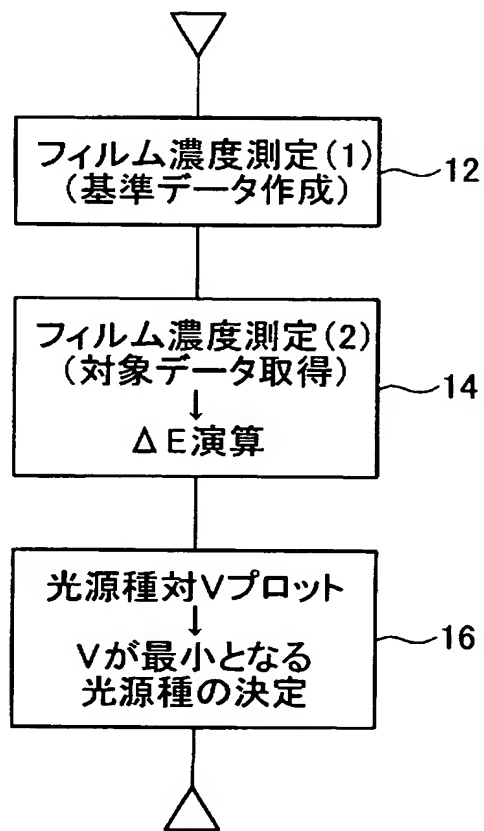 フィルム濃度測定(1)
(基準データ作成)
12
フィルム濃度測定(2)
(対象データ取得)
↓
ΔE演算
14
光源種対Vプロット
↓
Vが最小となる
光源種の決定
16